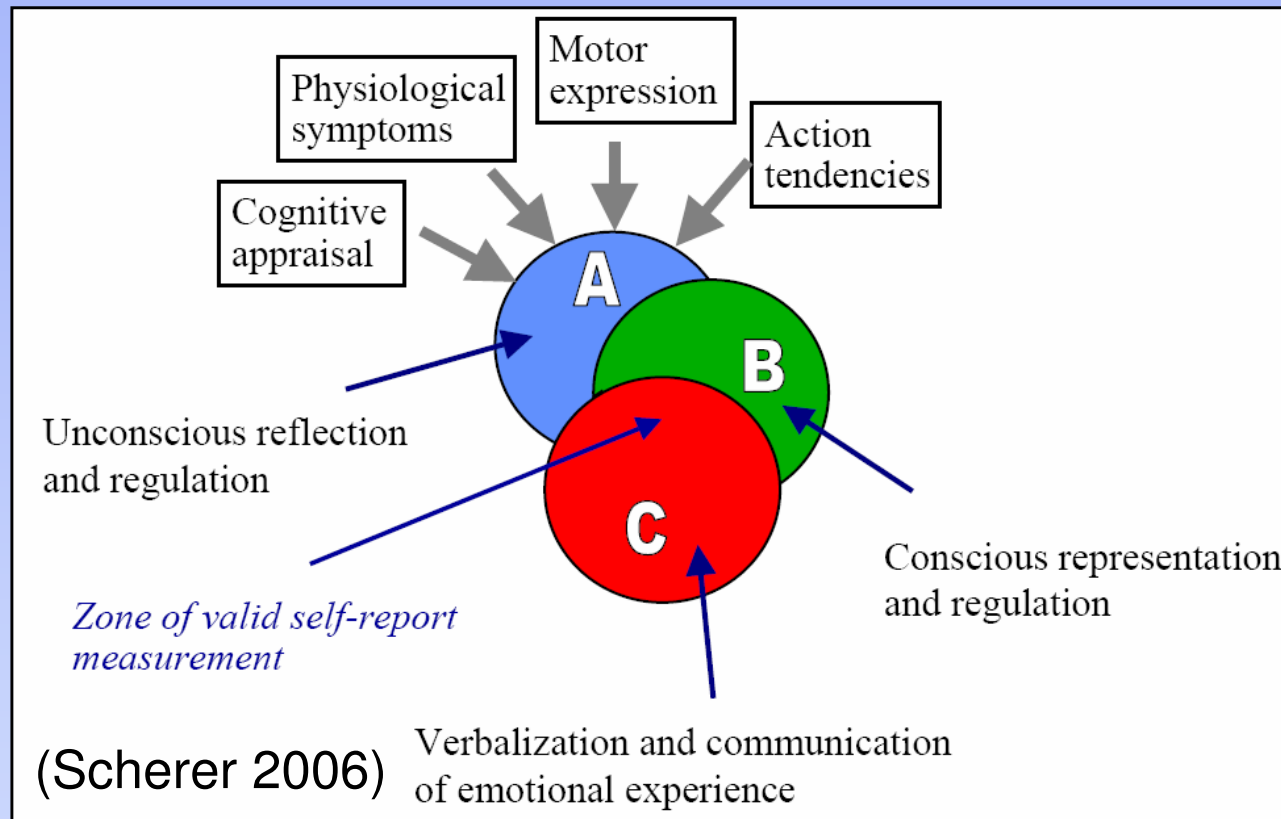 Motor
expression
Physiological
symptoms
Action
tendencies
Cognitive
appraisal
A
B
C
Unconscious reflection
and regulation
Conscious representation
and regulation
Zone of valid self-report
measurement
Verbalization and communication
of emotional experience
(Scherer 2006)